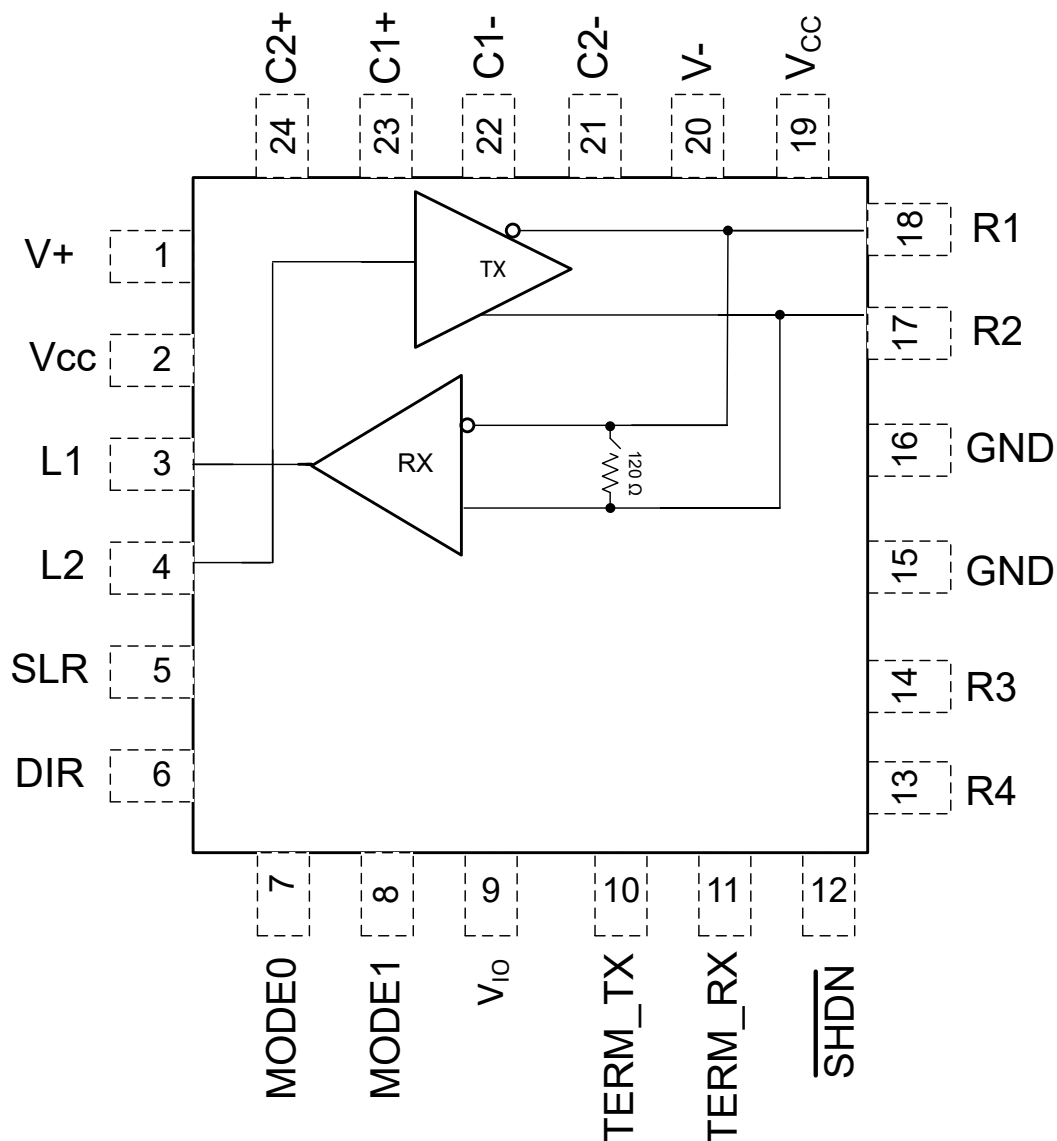 C2+
C1+
C1-
C2-
V-
VCC
24
23
22
21
20
19
V+
1
Vcc
2
L1
3
L2
4
SLR
5
DIR
6
TX
RX
120 Ω
18
R1
17
R2
16
GND
15
GND
14
R3
13
R4
7
8
9
10
11
12
MODE0
MODE1
VIO
TERM_TX
TERM_RX
SHDN